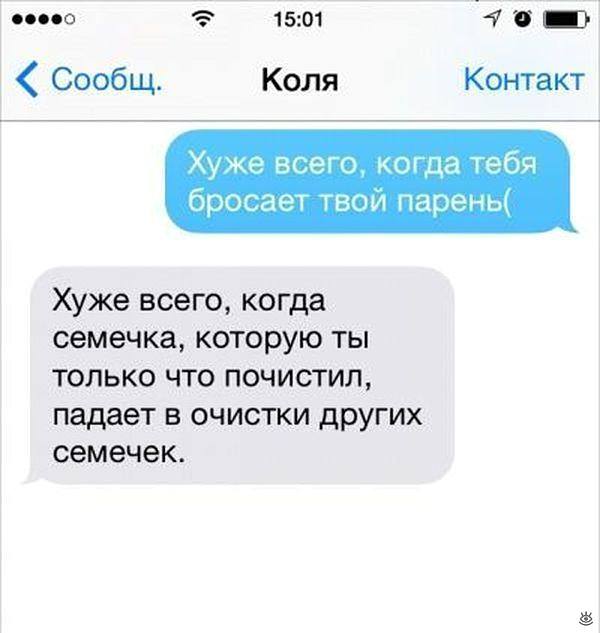 15:01
Сообщ.
Коля
Контакт
Хуже всего, когда тебя
бросает твой парень(
Хуже всего, когда
семечка, которую ты
только что почистил,
падает в очистки других
семечек.